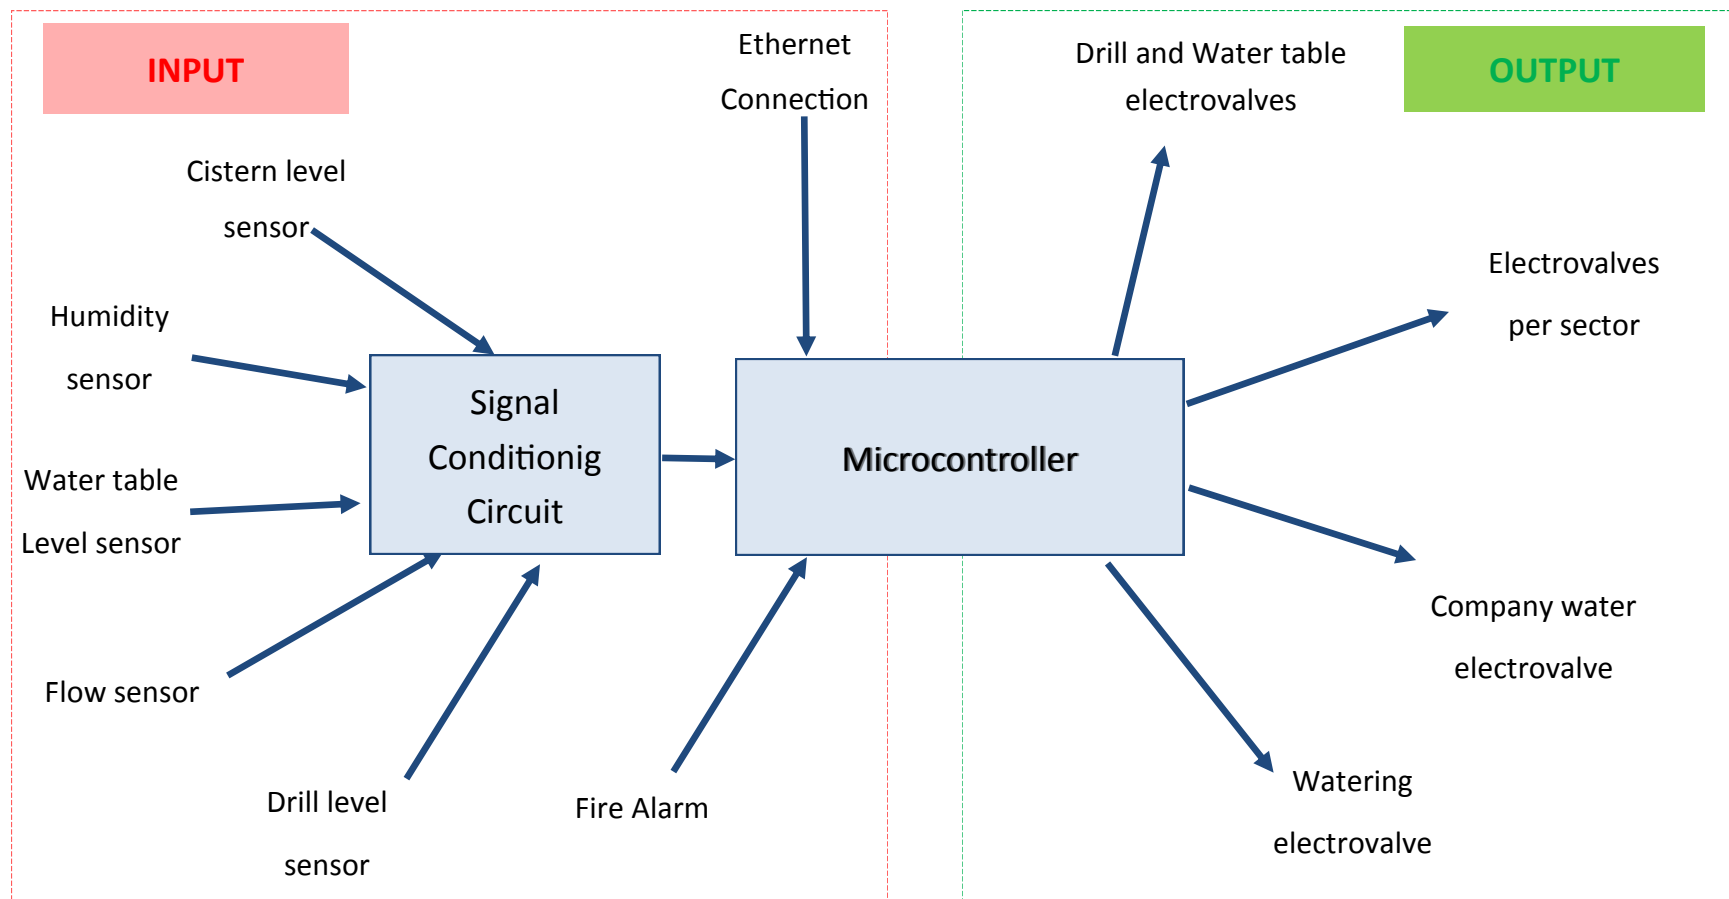 INPUT
Ethernet
Connection
Drill and Water table
electrovalves
OUTPUT
Cistern level
sensor
Electrovalves
per sector
Humidity
sensor
Signal
Conditionig
Circuit
Microcontroller
Water table
Level sensor
Company water
electrovalve
Flow sensor
Drill level
sensor
Fire Alarm
Watering
electrovalve